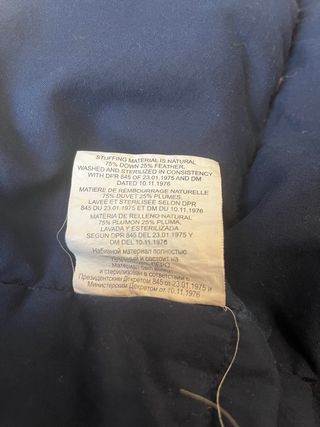 STUFFING MATERIAL IS NATURAL
75% DOWN 25% FEATHER.
WASHED AND STERILIZED IN CONSISTENCY
WITH DPR 845 OF 23.01.1975 AND DM
DATED 10.11.1976
MATIERE DE REMBOURRAGE NATURELLE
75% DUVET 25% PLUMES,
LAVEÉ ET STERILISÉE SELON DPR
845 DU 23.01.1975 ET DM DU 10.11.1976
MATERIA DE RELLENO NATURAL
75% PLUMON 25% PLUMA,
LAVADA Y ESTERILIZADA
SEGUN DPR 845 DEL 23.01.1975 Y
DM DEL 10.11.1976
Набивной материал полностью
состоит на
и стерилизован в соответствии с
Президентским Декретом 845 от 23.01.1975 и
Министерским Декретом от 10.11.1976